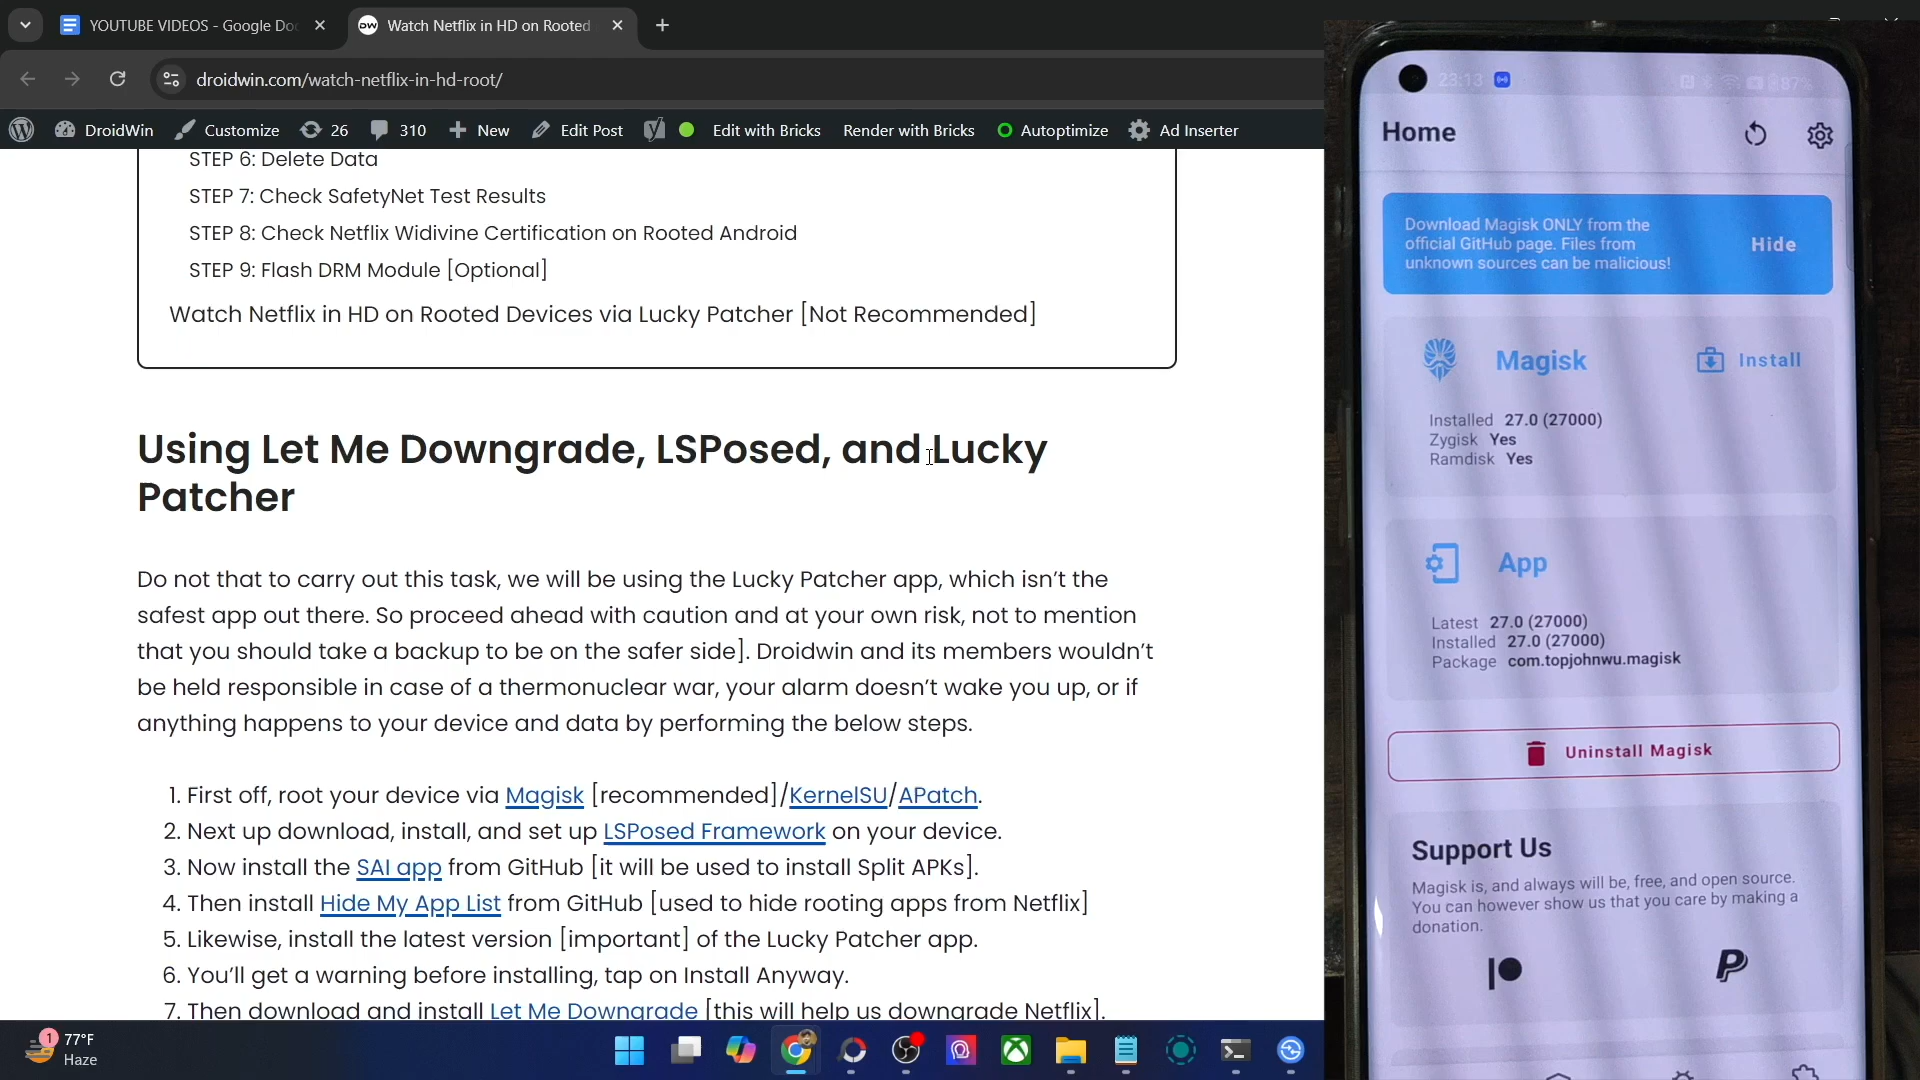 YOUTUBE VIDEOS - Google Do
DW
Watch Netflix in HD on Rooted
droidwin.com/watch-netflix-in-hd-root/
DroidWin
Customize
26
310
New
Edit Post
Edit with Bricks
Render with Bricks
Autoptimize
Ad Inserter
STEP 6: Delete Data
STEP 7: Check SafetyNet Test Results
STEP 8: Check Netflix Widivine Certification on Rooted Android
STEP 9: Flash DRM Module [Optional]
Watch Netflix in HD on Rooted Devices via Lucky Patcher [Not Recommended]
Using Let Me Downgrade, LSPosed, and Lucky
Patcher
Do not that to carry out this task, we will be using the Lucky Patcher app, which isn’t the
safest app out there. So proceed ahead with caution and at your own risk, not to mention
that you should take a backup to be on the safer side]. Droidwin and its members wouldn’t
be held responsible in case of a thermonuclear war, your alarm doesn’t wake you up, or if
anything happens to your device and data by performing the below steps.
1. First off, root your device via Magisk [recommended]/KernelSU/APatch.
2. Next up download, install, and set up LSPosed Framework on your device.
3. Now install the SAI app from GitHub [it will be used to install Split APKs].
4. Then install Hide My App List from GitHub [used to hide rooting apps from Netflix]
5. Likewise, install the latest version [important] of the Lucky Patcher app.
6. You’ll get a warning before installing, tap on Install Anyway.
7. Then download and install Let Me Downgrade [this will help us downgrade Netflix].
1
77°F
Haze
23:13
87%
Home
Download Magisk ONLY from the
official GitHub page. Files from
unknown sources can be malicious!
Hide
Magisk
Install
Installed 27.0 (27000)
Zygisk Yes
Ramdisk Yes
App
Latest 27.0 (27000)
Installed 27.0 (27000)
Package com.topjohnwu.magisk
Uninstall Magisk
Support Us
Magisk is, and always will be, free, and open source.
You can however show us that you care by making a
donation.